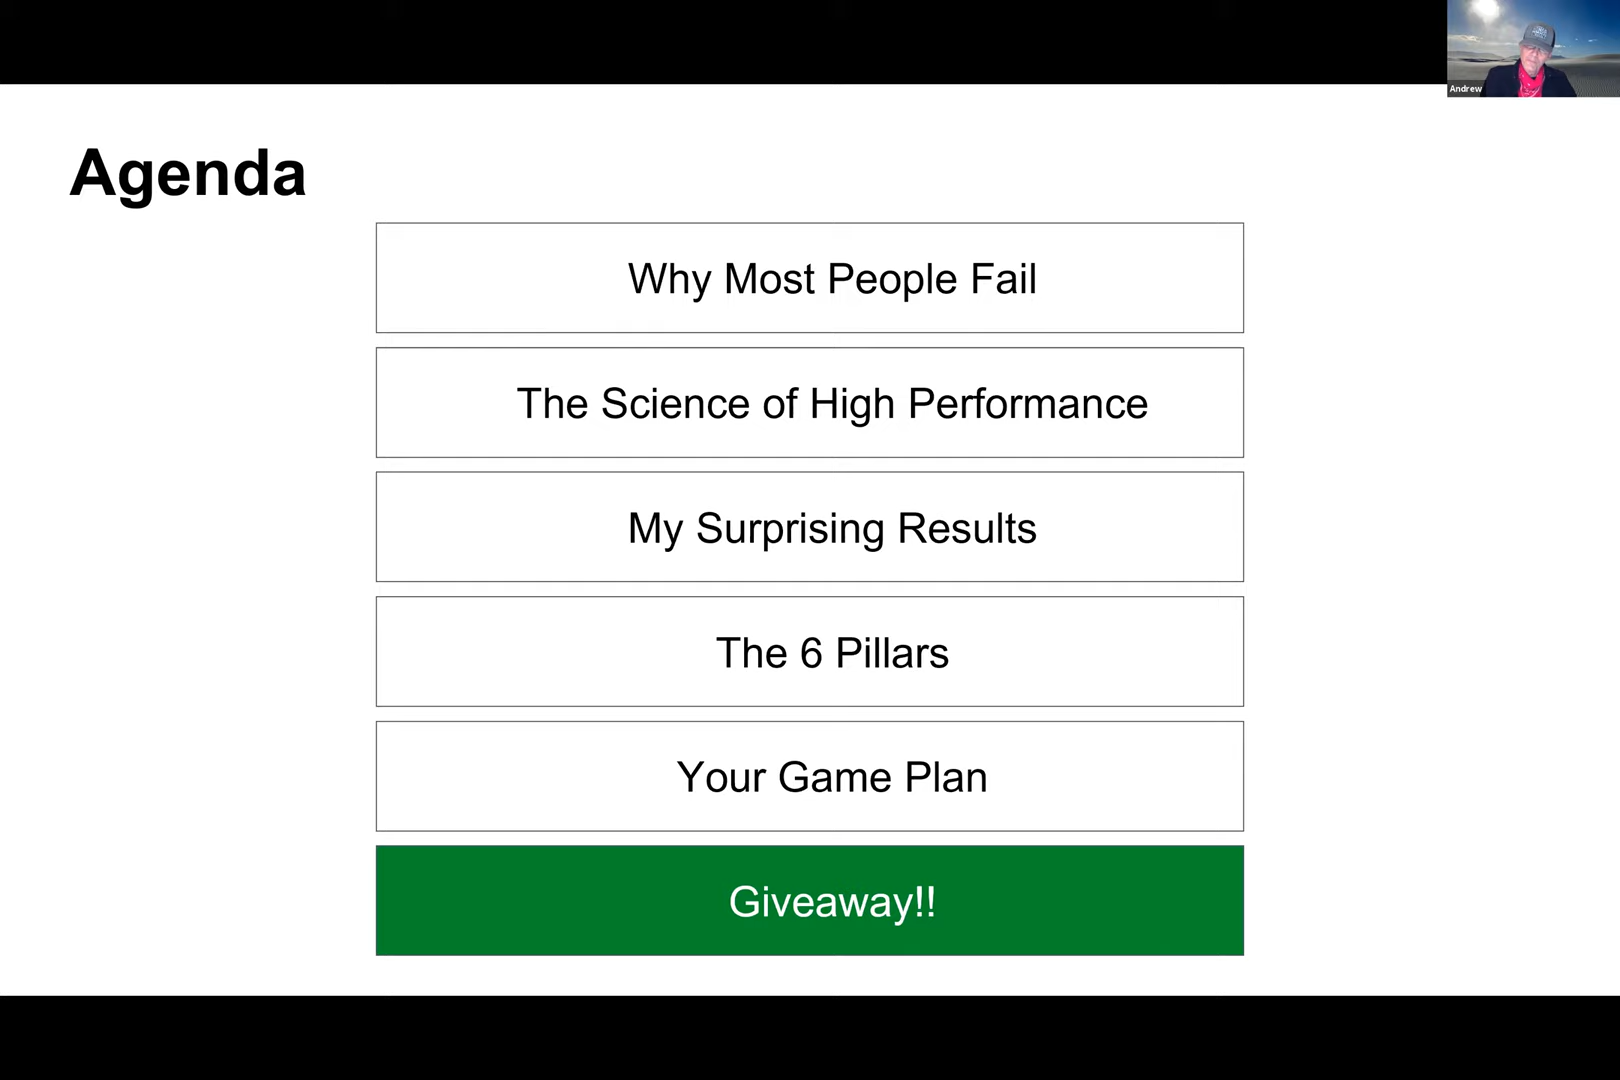 Andrew
Agenda
Why Most People Fail
The Science of High Performance
My Surprising Results
The 6 Pillars
Your Game Plan
Giveaway!!